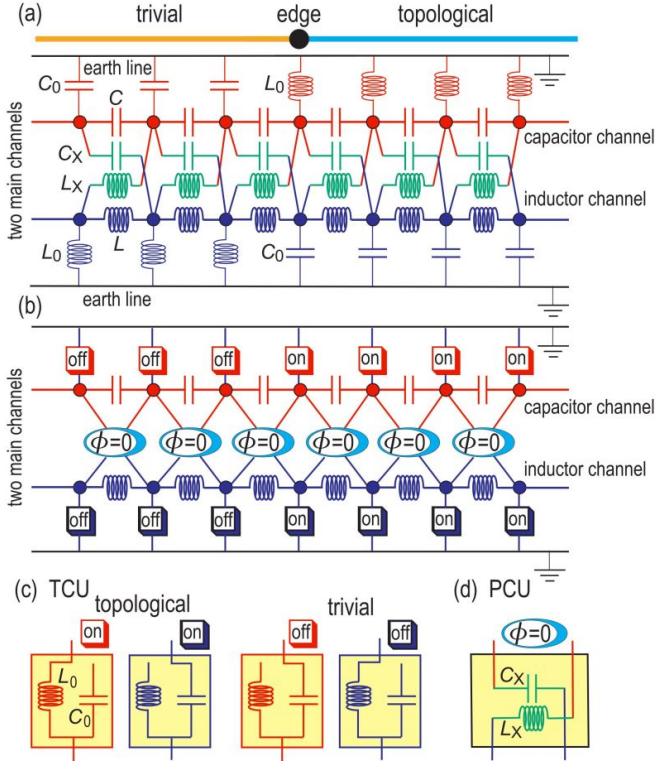 (a) trivial edge topological
earth line
C₀ C L₀
capacitor channel
Cₓ
Lₓ
two main channels
inductor channel
L₀ L C₀
earth line
(b)
off off off on on on on
capacitor channel
ϕ=0 ϕ=0 ϕ=0 ϕ=0 ϕ=0 ϕ=0
two main channels
inductor channel
off off off on on on on
(c) TCU (d) PCU
topological trivial
on on off off ϕ=0
L₀
C₀
Cₓ
Lₓ